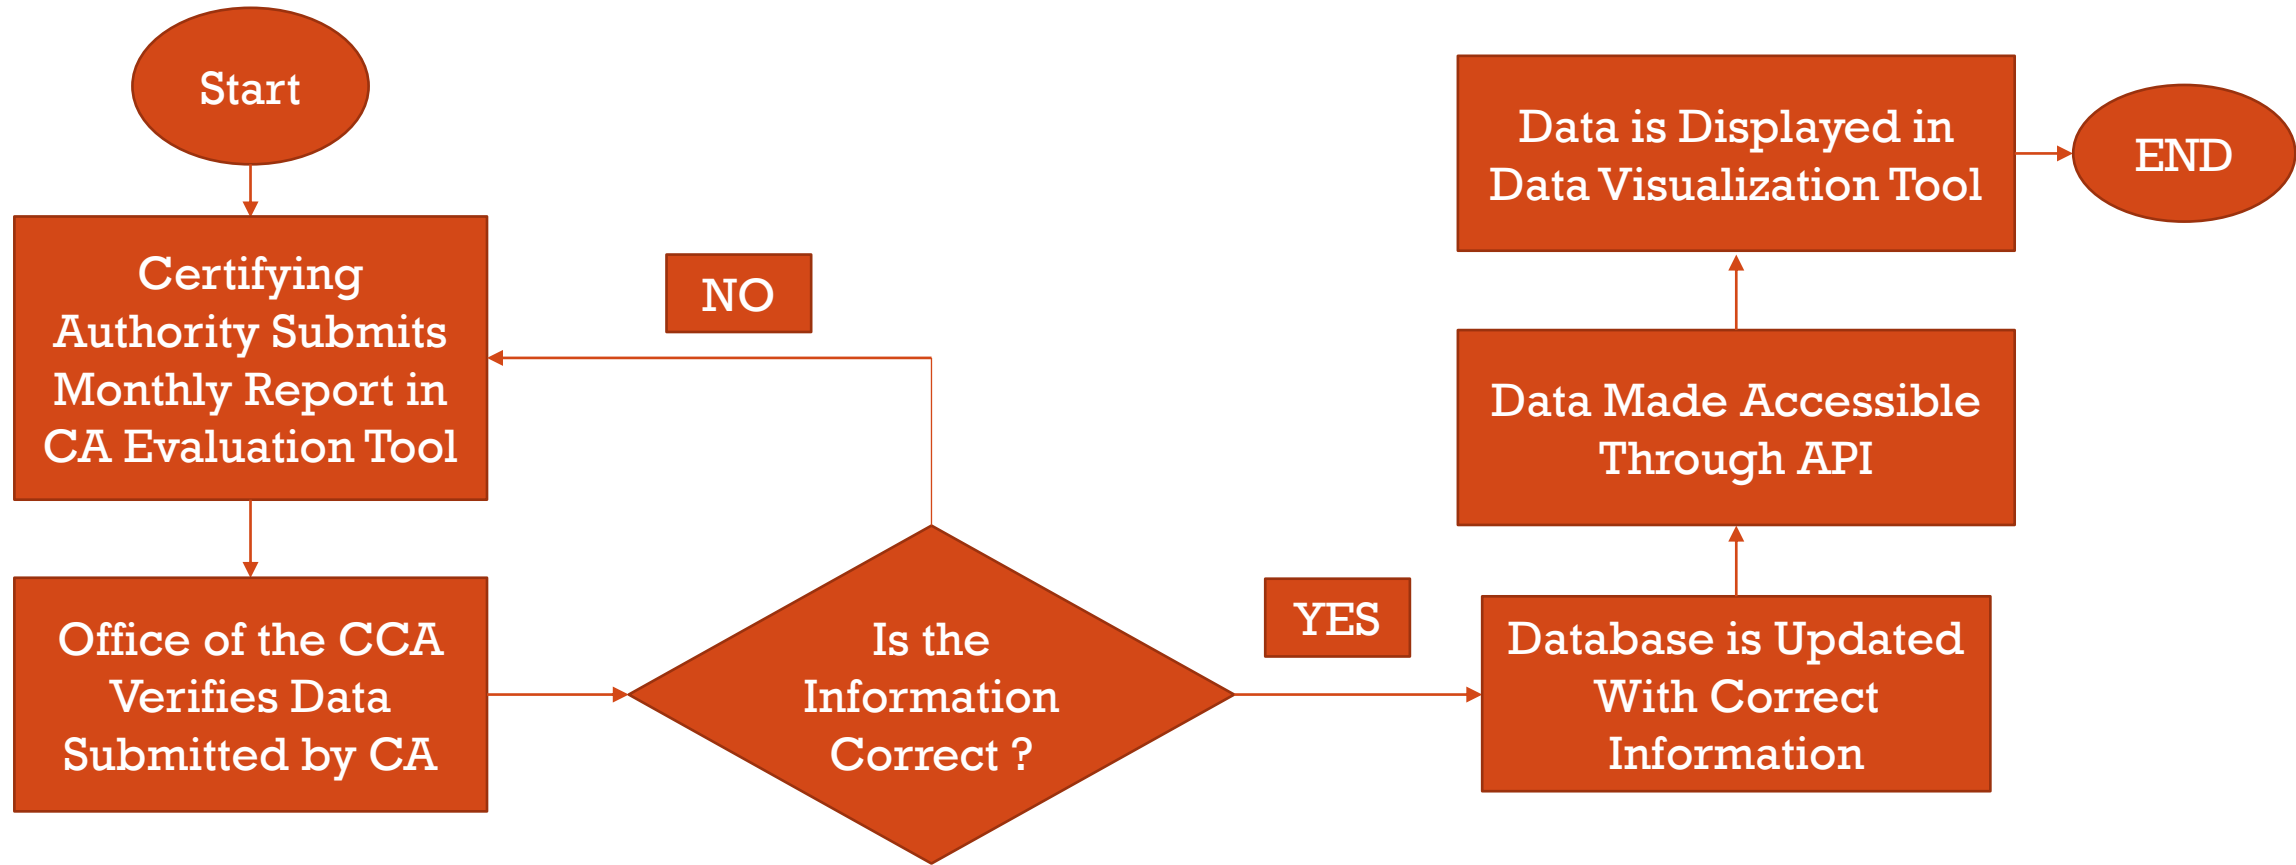 Start
Certifying
Authority Submits
Monthly Report in
CA Evaluation Tool
Office of the CCA
Verifies Data
Submitted by CA
Is the
Information
Correct ?
NO
YES
Database is Updated
With Correct
Information
Data Made Accessible
Through API
Data is Displayed in
Data Visualization Tool
END